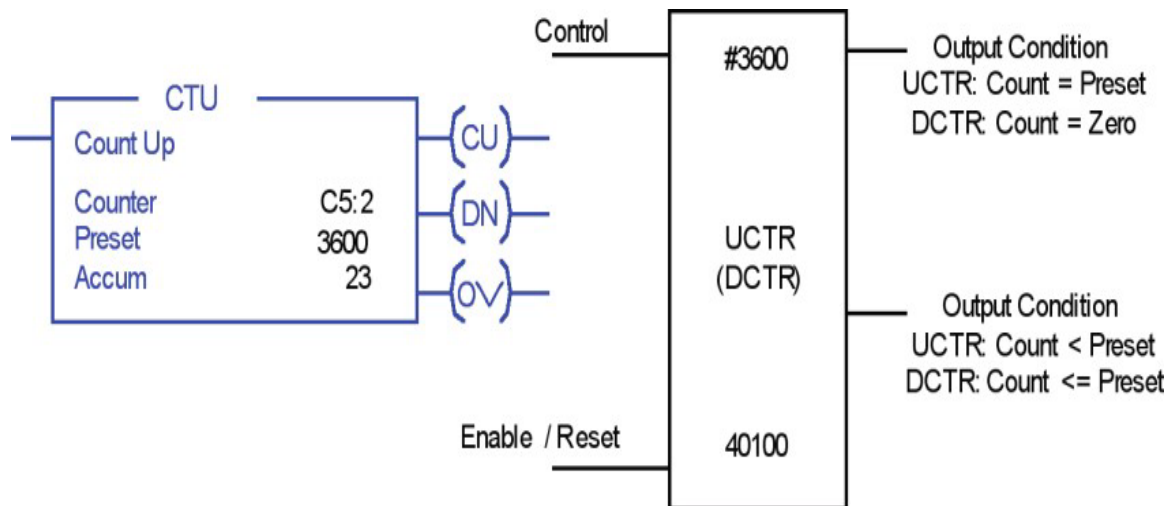 CTU
Count Up
Counter C5:2
Preset 3600
Accum 23
CU
DN
OV
Control
#3600
UCTR
(DCTR)
Enable / Reset
40100
Output Condition
UCTR: Count = Preset
DCTR: Count = Zero
Output Condition
UCTR: Count < Preset
DCTR: Count <= Preset